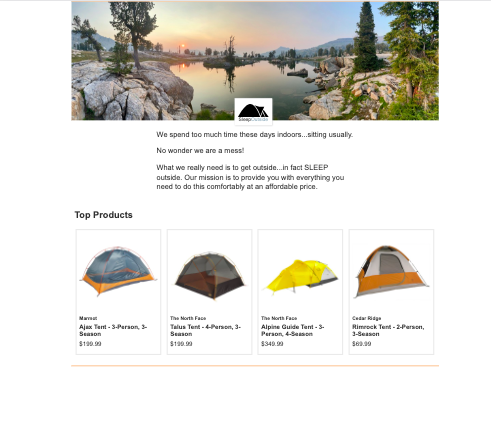 SleepOutside
We spend too much time these days indoors...sitting usually.
No wonder we are a mess!
What we really need is to get outside...in fact SLEEP
outside. Our mission is to provide you with everything you
need to do this comfortably at an affordable price.
Top Products
Marmot
Ajax Tent - 3-Person, 3-
Season
$199.99
The North Face
Talus Tent - 4-Person, 3-
Season
$199.99
The North Face
Alpine Guide Tent - 3-
Person, 4-Season
$349.99
Cedar Ridge
Rimrock Tent - 2-Person,
3-Season
$69.99